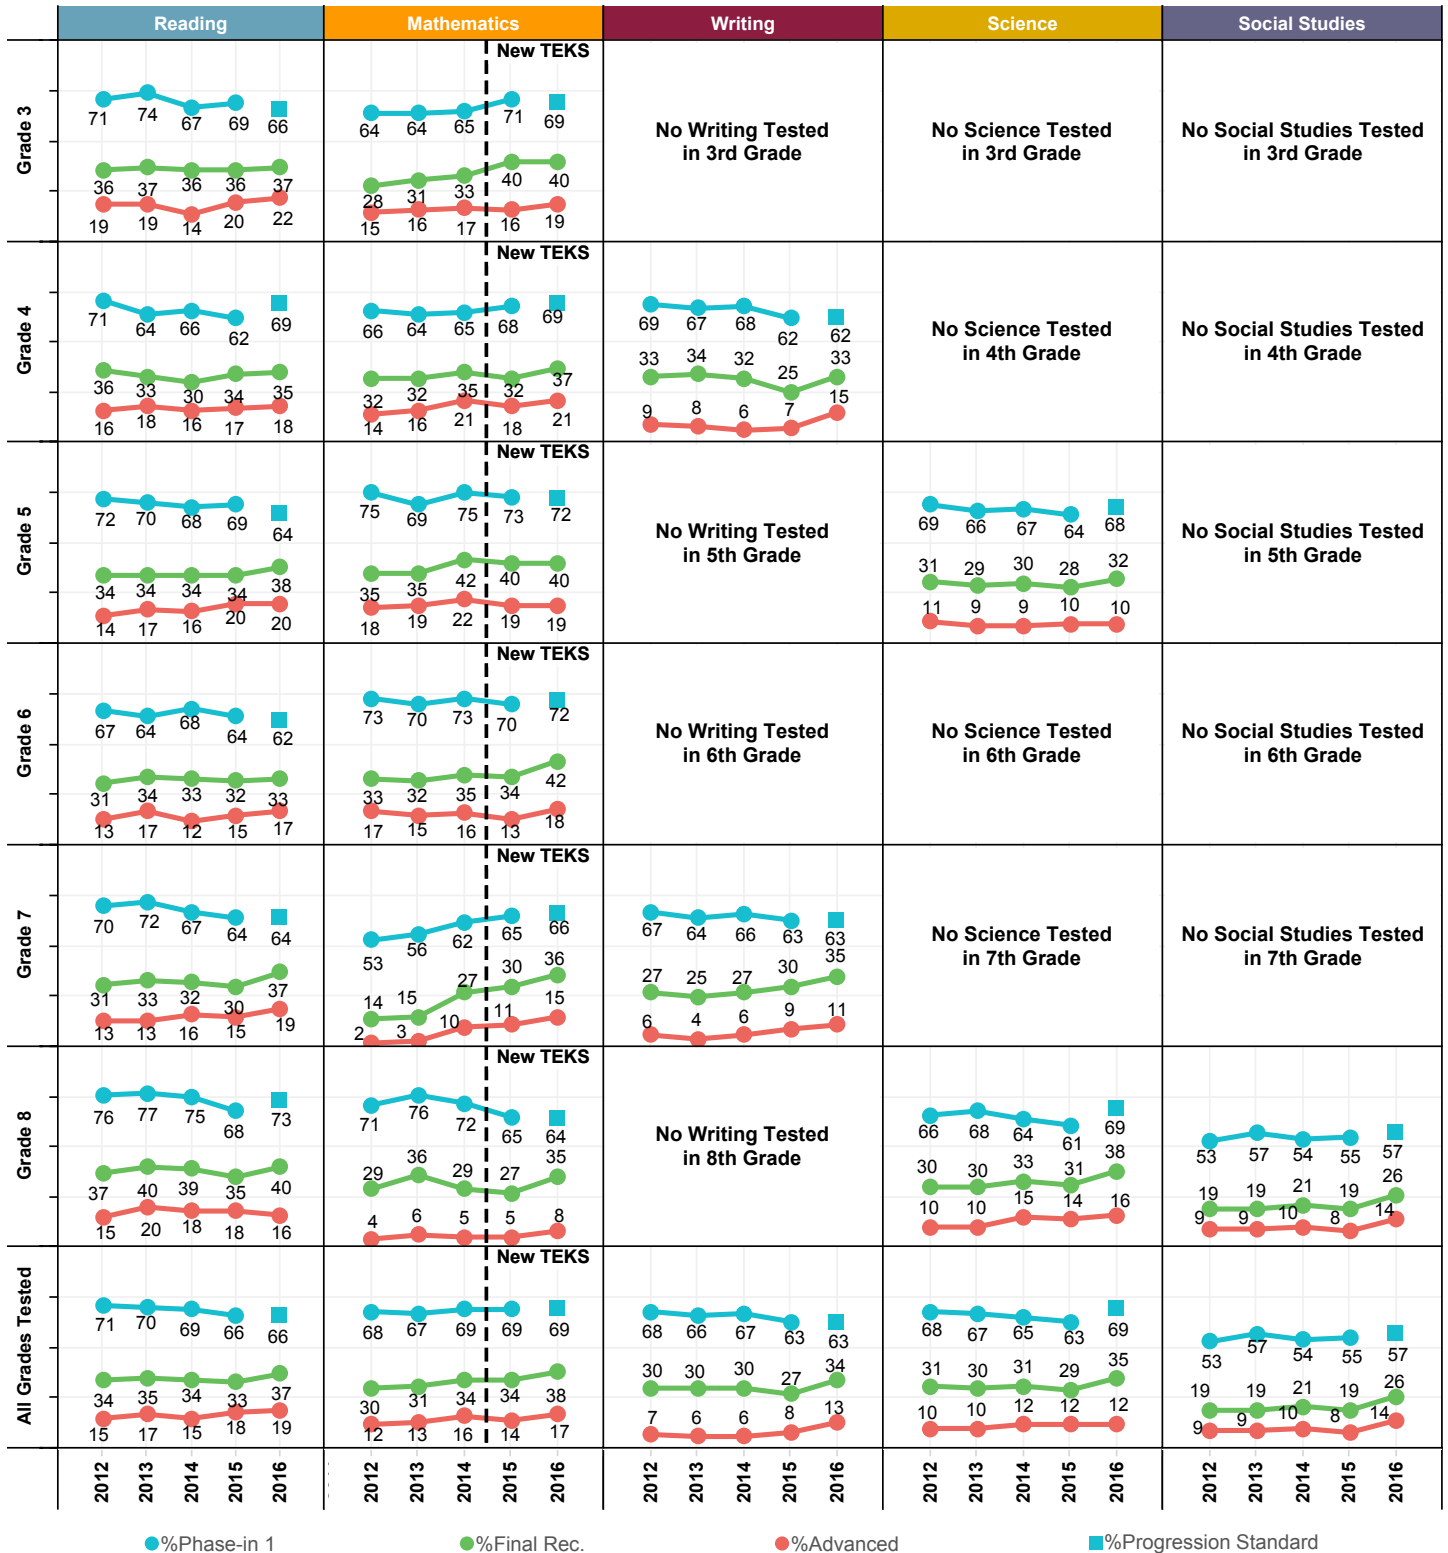 Reading Mathematics Writing Science Social Studies
Grade 3
71 74 67 69 66
36 37 36 36 37
19 19 14 20 22
New TEKS
64 64 65 71 69
28 31 33 40 40
15 16 17 16 19
No Writing Tested
in 3rd Grade
No Science Tested
in 3rd Grade
No Social Studies Tested
in 3rd Grade
Grade 4
71 64 66 62 69
36 33 30 34 35
16 18 16 17 18
New TEKS
66 64 65 68 69
32 32 35 32 37
14 16 21 18 21
69 67 68 62 62
33 34 32 25 33
9 8 6 7 15
No Science Tested
in 4th Grade
No Social Studies Tested
in 4th Grade
Grade 5
72 70 68 69 64
34 34 34 34 38
14 17 16 20 20
New TEKS
75 69 75 73 72
35 35 42 40 40
18 19 22 19 19
No Writing Tested
in 5th Grade
69 66 67 64 68
31 29 30 28 32
11 9 9 10 10
No Social Studies Tested
in 5th Grade
Grade 6
67 64 68 64 62
31 34 33 32 33
13 17 12 15 17
New TEKS
73 70 73 70 72
33 32 35 34 42
17 15 16 13 18
No Writing Tested
in 6th Grade
No Science Tested
in 6th Grade
No Social Studies Tested
in 6th Grade
Grade 7
70 72 67 64 64
31 33 32 30 37
13 13 16 15 19
New TEKS
53 56 62 65 66
14 15 27 30 36
2 3 10 11 15
67 64 66 63 63
27 25 27 30 35
6 4 6 9 11
No Science Tested
in 7th Grade
No Social Studies Tested
in 7th Grade
Grade 8
76 77 75 68 73
37 40 39 35 40
15 20 18 18 16
New TEKS
71 76 72 65 64
29 36 29 27 35
4 6 5 5 8
No Writing Tested
in 8th Grade
66 68 64 61 69
30 30 33 31 38
10 10 15 14 16
53 57 54 55 57
19 19 21 19 26
9 9 10 8 14
All Grades Tested
71 70 69 66 66
34 35 34 33 37
15 17 15 18 19
New TEKS
68 67 69 69 69
30 31 34 34 38
12 13 16 14 17
68 66 67 63 63
30 30 30 27 34
7 6 6 8 13
68 67 65 63 69
31 30 31 29 35
10 10 12 12 12
53 57 54 55 57
19 19 21 19 26
9 9 10 8 14
2012 2013 2014 2015 2016 2012 2013 2014 2015 2016 2012 2013 2014 2015 2016 2012 2013 2014 2015 2016 2012 2013 2014 2015 2016
%Phase-in 1 %Final Rec. %Advanced %Progression Standard